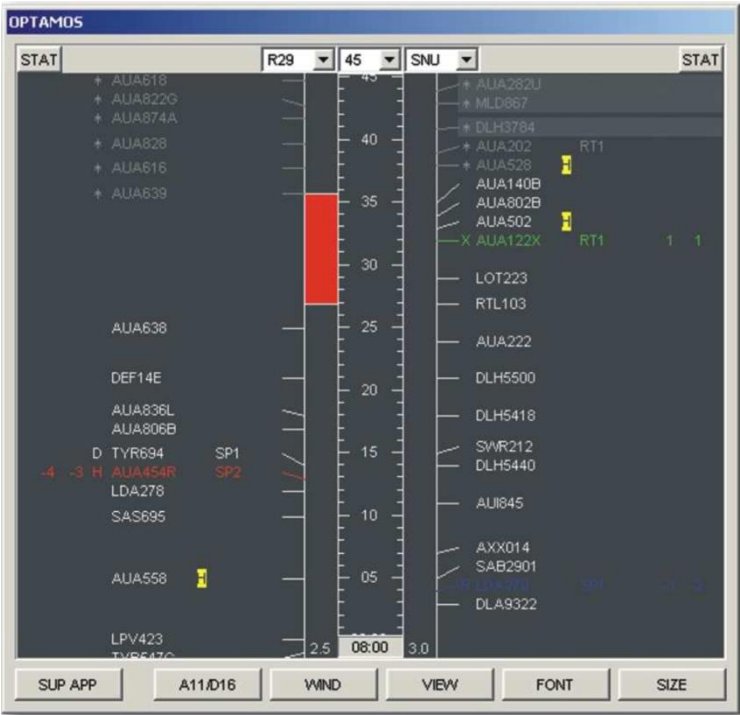 OPTAMOS
STAT R29 45 SNU STAT
AUA618
AUA822G
AUA874A
AUA828
AUA616
AUA639
AUA638
DEF14E
AUA836L
AUA806B
D TYR694 SP1
-4 -3 H AUA454R SP2
LDA278
SAS695
AUA558 H
LPV423
TYR547C
2.5
45
40
35
30
25
20
15
10
05
08:00
3.0
AUA282U
MLD867
DLH3784
AUA202 RT1
AUA528 H
AUA140B
AUA802B
AUA502 H
X AUA122X RT1 1 1
LOT223
RTL103
AUA222
DLH5500
DLH5418
SWR212
DLH5440
AUI845
AXX014
SAB2901
R
DLA9322
SUP APP A11/D16 WIND VIEW FONT SIZE